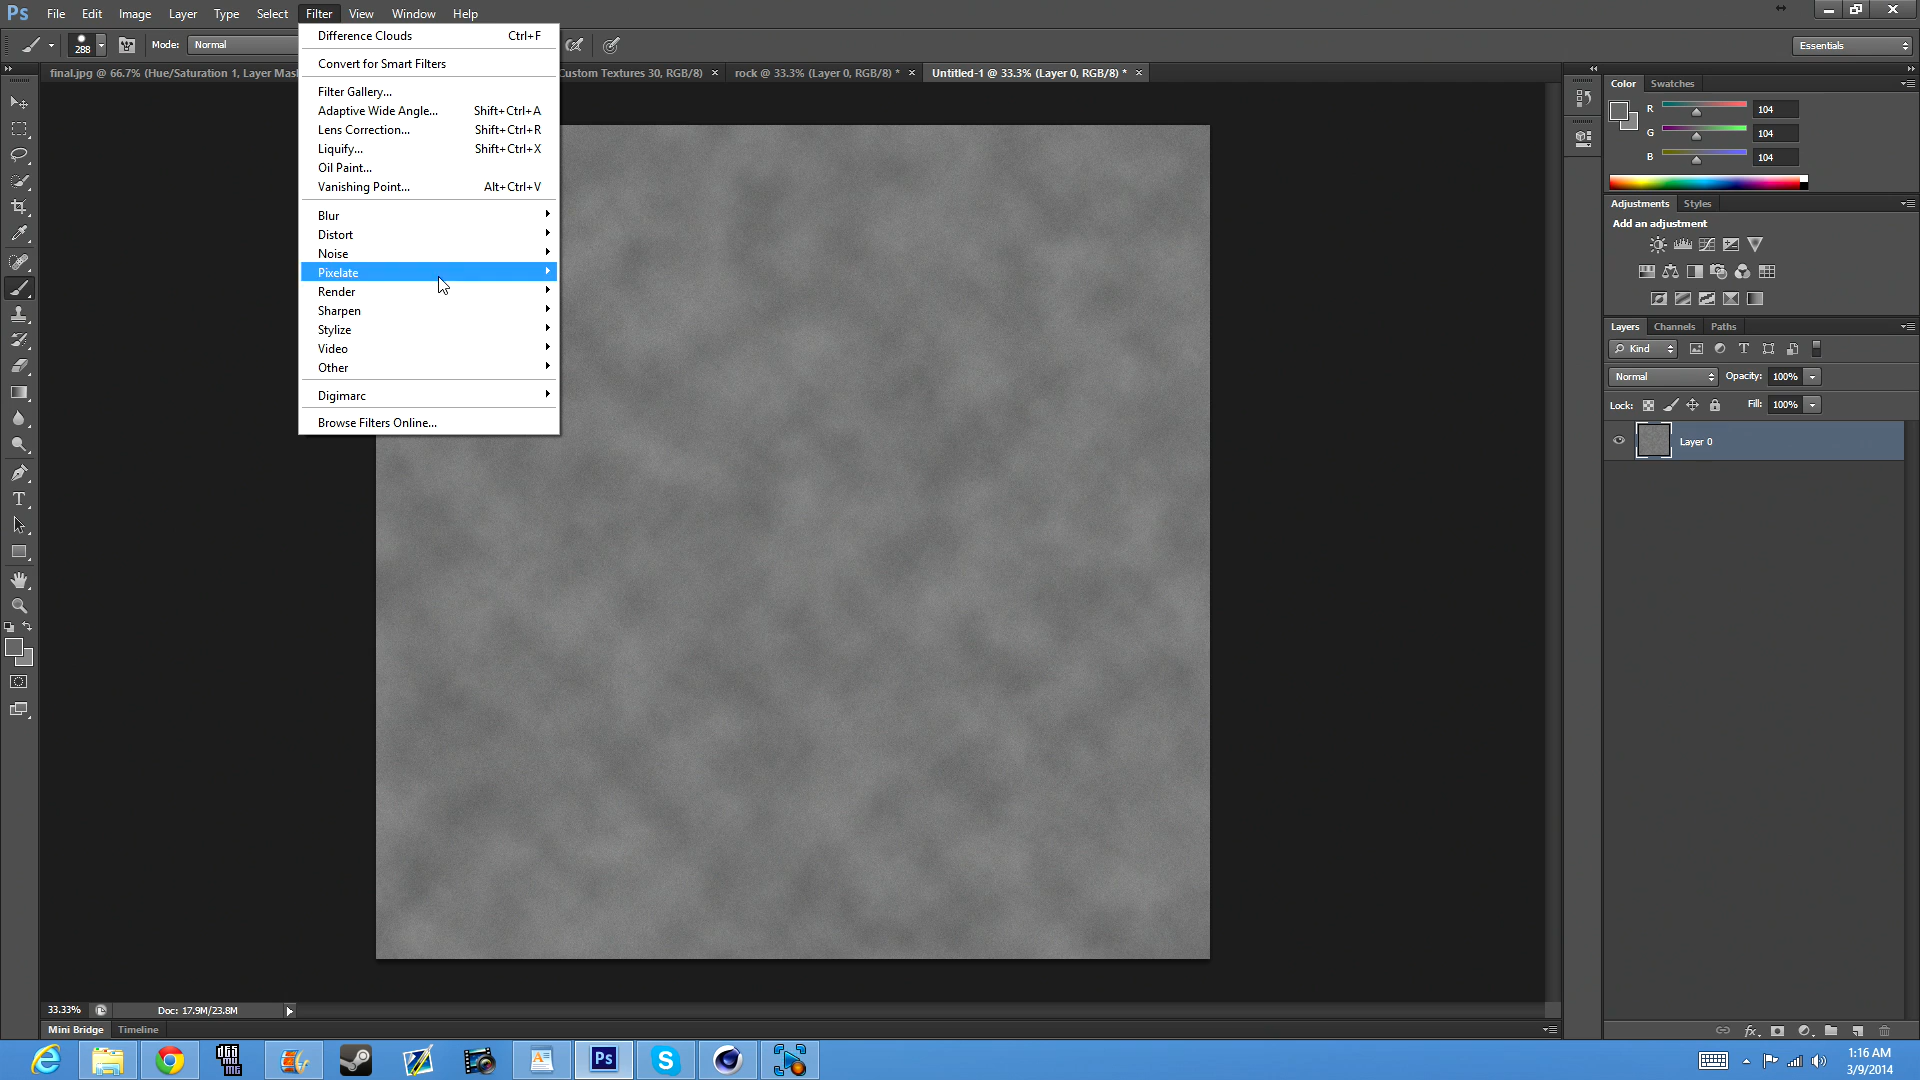 Ps File Edit Image Layer Type Select Filter View Window Help
288 Mode: Normal Essentials
final.jpg @ 66.7% (Hue/Saturation 1, Layer Mas Custom Textures 30, RGB/8) × rock @ 33.3% (Layer 0, RGB/8) * × Untitled-1 @ 33.3% (Layer 0, RGB/8) * ×
Difference Clouds Ctrl+F
Convert for Smart Filters
Filter Gallery...
Adaptive Wide Angle... Shift+Ctrl+A
Lens Correction... Shift+Ctrl+R
Liquify... Shift+Ctrl+X
Oil Paint...
Vanishing Point... Alt+Ctrl+V
Blur
Distort
Noise
Pixelate
Render
Sharpen
Stylize
Video
Other
Digimarc
Browse Filters Online...
Color Swatches
R 104
G 104
B 104
Adjustments Styles
Add an adjustment
Layers Channels Paths
Kind
Normal Opacity: 100%
Lock: Fill: 100%
Layer 0
33.33% Doc: 17.9M/23.8M
Mini Bridge Timeline
fx
Ps
1:16 AM
3/9/2014